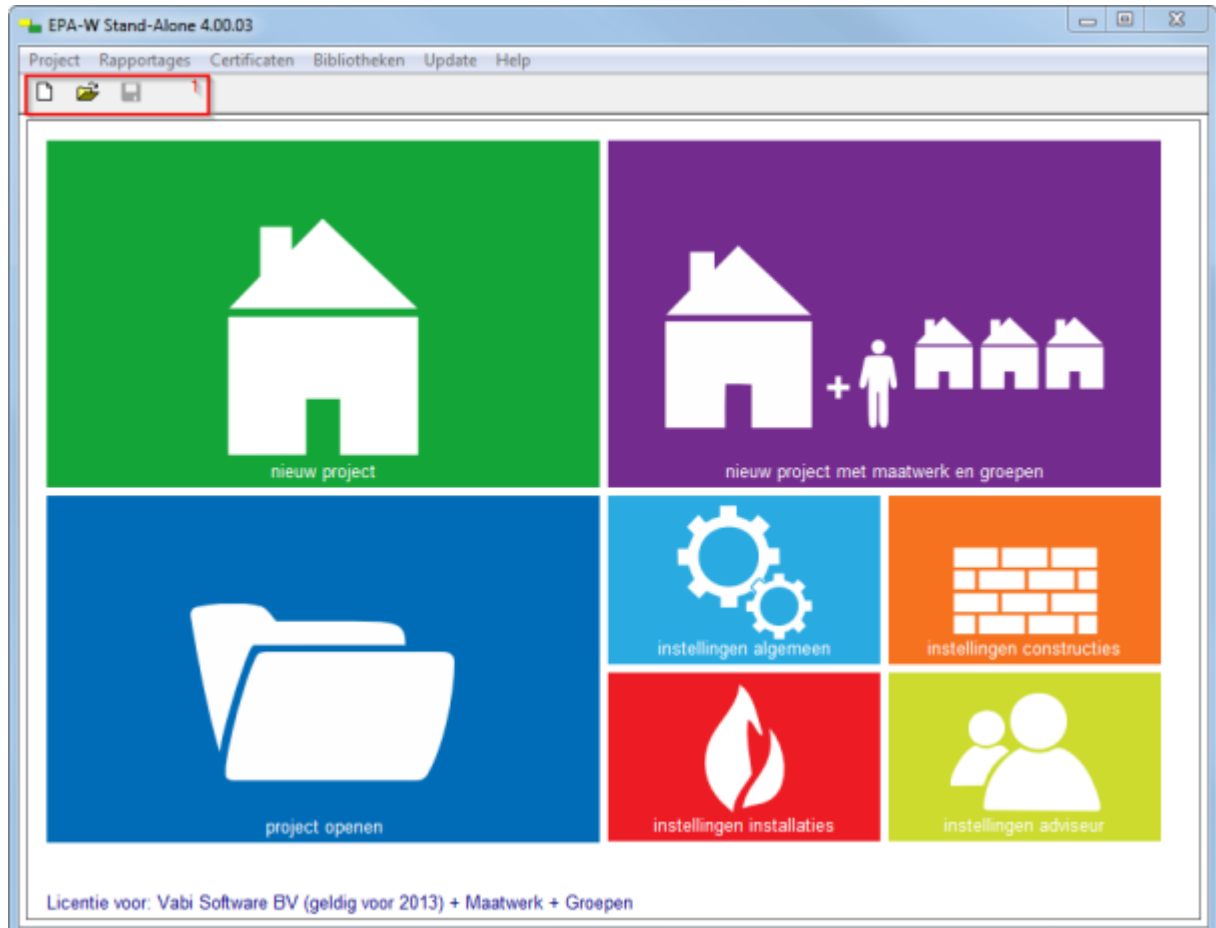 EPA-W Stand-Alone 4.00.03
Project Rapportages Certificaten Bibliotheken Update Help
1
nieuw project
nieuw project met maatwerk en groepen
instellingen algemeen
instellingen constructies
project openen
instellingen installaties
instellingen adviseur
Licentie voor: Vabi Software BV (geldig voor 2013) + Maatwerk + Groepen